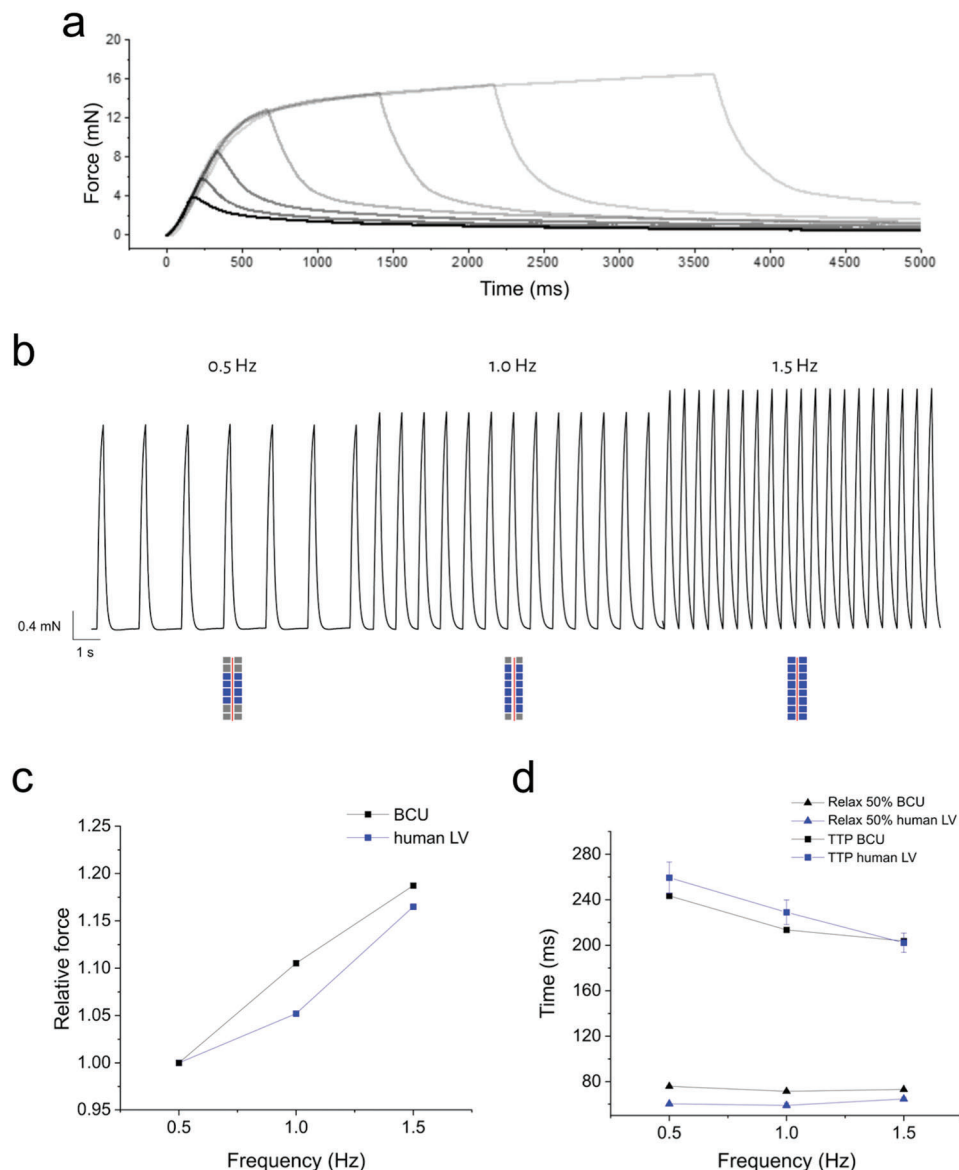 a
20
16
12
8
4
0
Force (mN)
0 500 1000 1500 2000 2500 3000 3500 4000 4500 5000
Time (ms)
b
0.5 Hz 1.0 Hz 1.5 Hz
0.4 mN
1 s
c
BCU
human LV
1.25
1.20
1.15
1.10
1.05
1.00
0.95
Relative force
0.5 1.0 1.5
Frequency (Hz)
d
Relax 50% BCU
Relax 50% human LV
TTP BCU
TTP human LV
280
240
200
160
120
80
Time (ms)
0.5 1.0 1.5
Frequency (Hz)